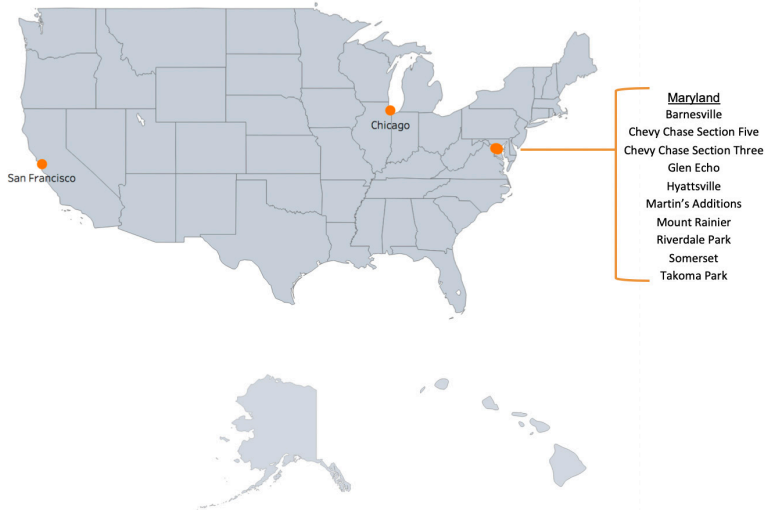 Chicago
San Francisco
Maryland
Barnesville
Chevy Chase Section Five
Chevy Chase Section Three
Glen Echo
Hyattsville
Martin's Additions
Mount Rainier
Riverdale Park
Somerset
Takoma Park